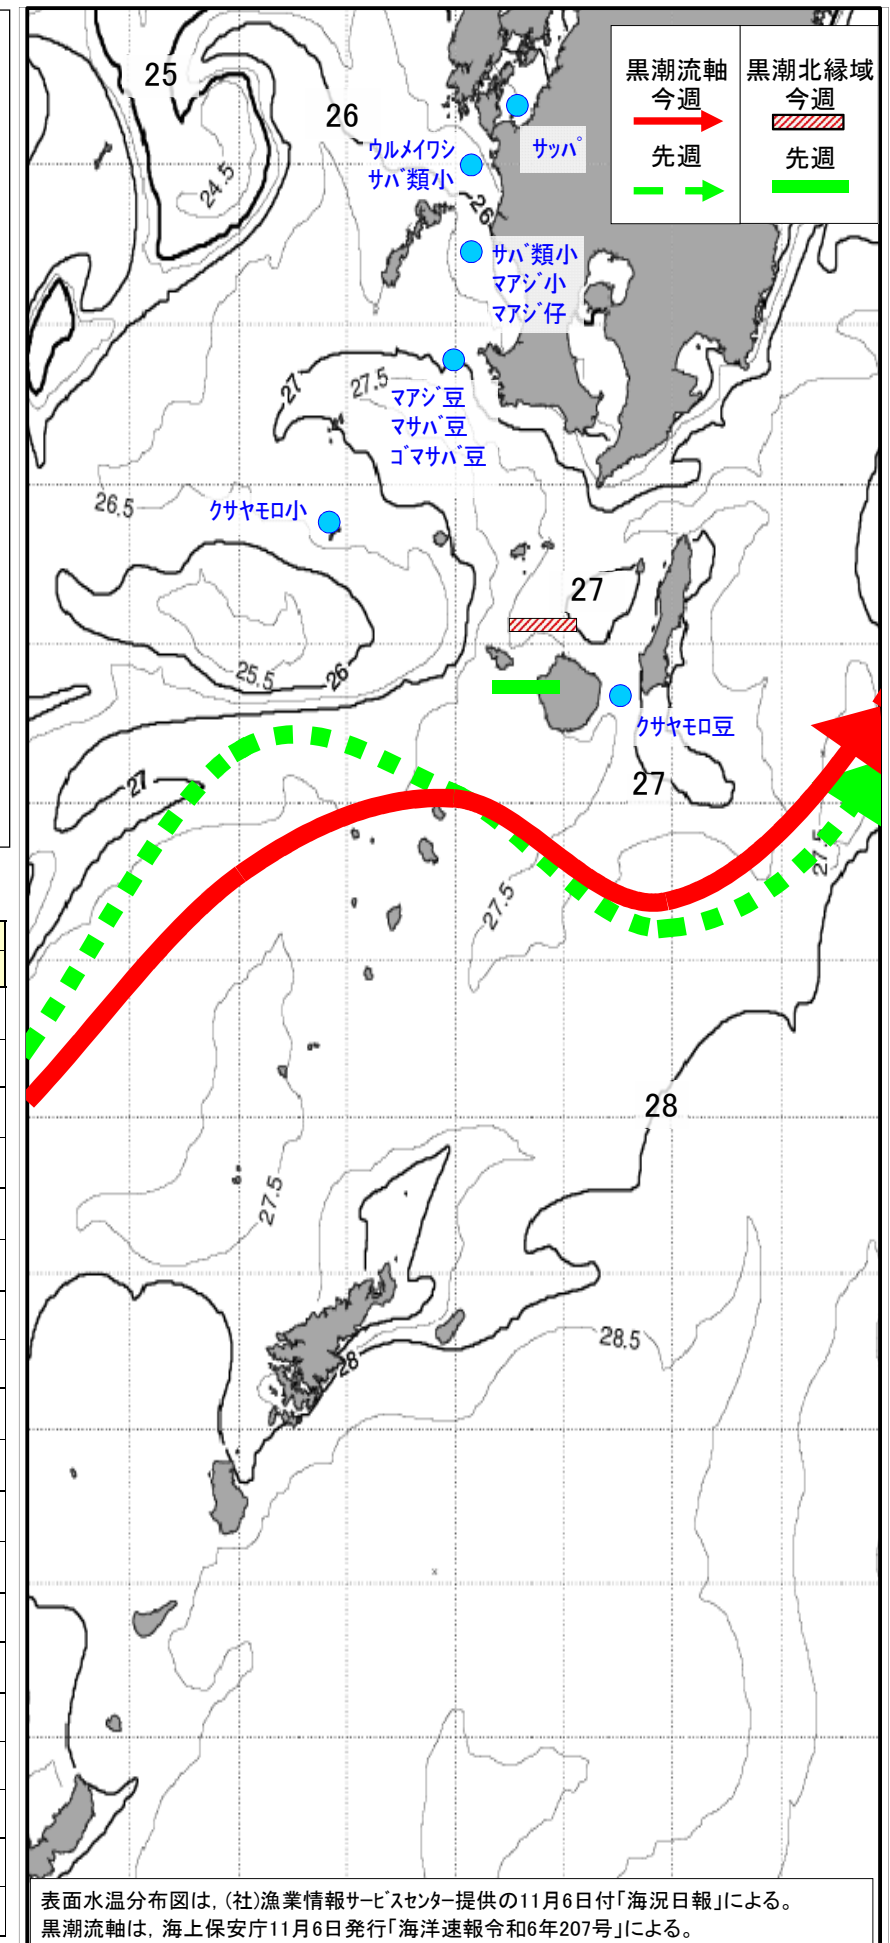 黒潮流軸
今週
先週
黒潮北縁域
今週
先週
25
26
24.5
サッパ
ウルメイワシ
サバ類小
26
サバ類小
マアジ小
マアジ仔
27
27.5
マアジ豆
マサバ豆
ゴマサバ豆
26.5
クサヤモロ小
27
25.5
26
クサヤモロ豆
27
27
27.5
27.5
28
27.5
28.5
28
表面水温分布図は，(社)漁業情報サービスセンター提供の11月6日付「海況日報」による。
黒潮流軸は，海上保安庁11月6日発行「海洋速報令和6年207号」による。